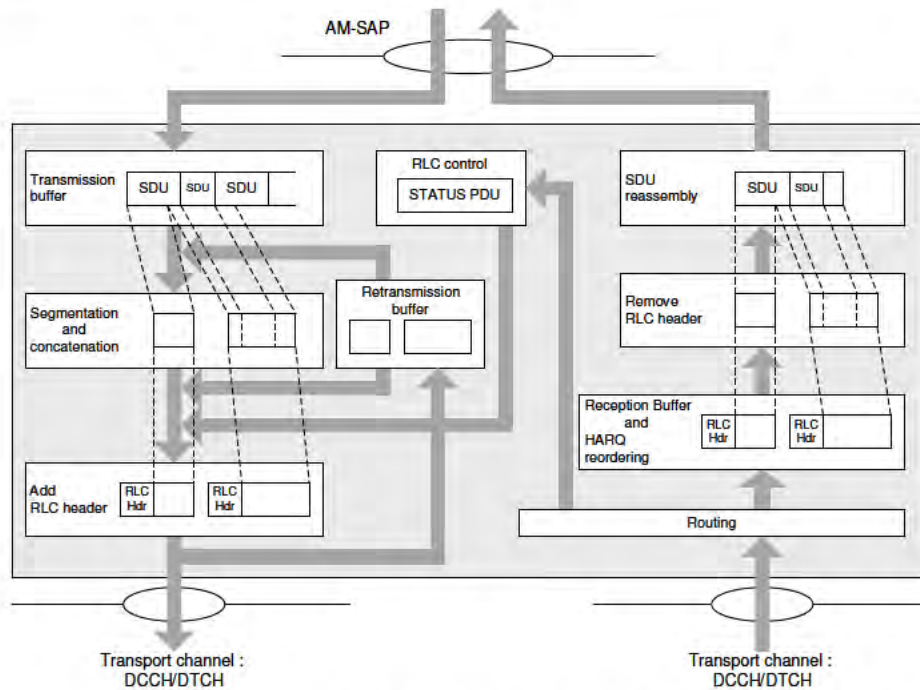 AM-SAP
Transmission
buffer
SDU
SDU
SDU
Segmentation
and
concatenation
Add
RLC header
RLC
Hdr
RLC
Hdr
RLC control
STATUS PDU
Retransmission
buffer
SDU
reassembly
SDU
SDU
Remove
RLC header
Reception Buffer
and
HARQ
reordering
RLC
Hdr
RLC
Hdr
Routing
Transport channel :
DCCH/DTCH
Transport channel :
DCCH/DTCH